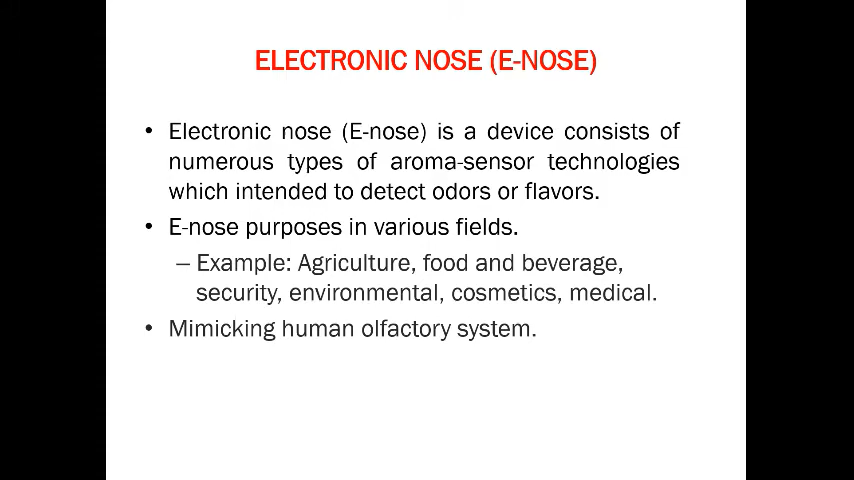 ELECTRONIC NOSE (E-NOSE)
• Electronic nose (E-nose) is a device consists of
numerous types of aroma-sensor technologies
which intended to detect odors or flavors.
• E-nose purposes in various fields.
– Example: Agriculture, food and beverage,
security, environmental, cosmetics, medical.
• Mimicking human olfactory system.